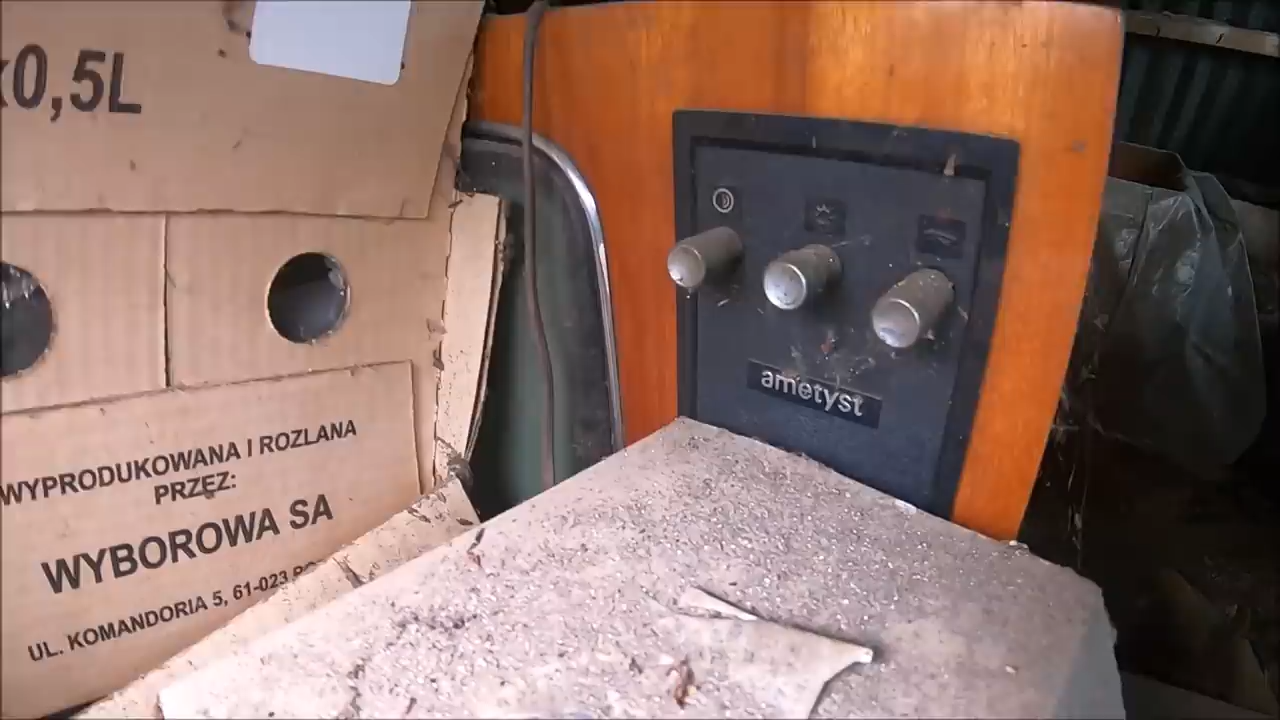 x0,5L
WYPRODUKOWANA I ROZLANA
PRZEZ:
WYBOROWA SA
UL. KOMANDORIA 5, 61-023
ametyst